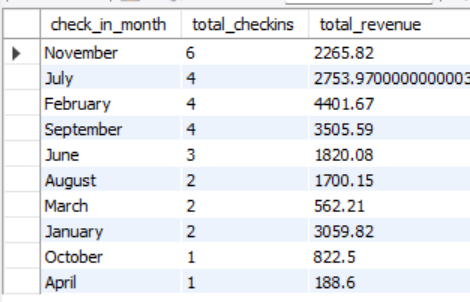 check_in_month total_checkins total_revenue
November 6 2265.82
July 4 2753.9700000000003
February 4 4401.67
September 4 3505.59
June 3 1820.08
August 2 1700.15
March 2 562.21
January 2 3059.82
October 1 822.5
April 1 188.6